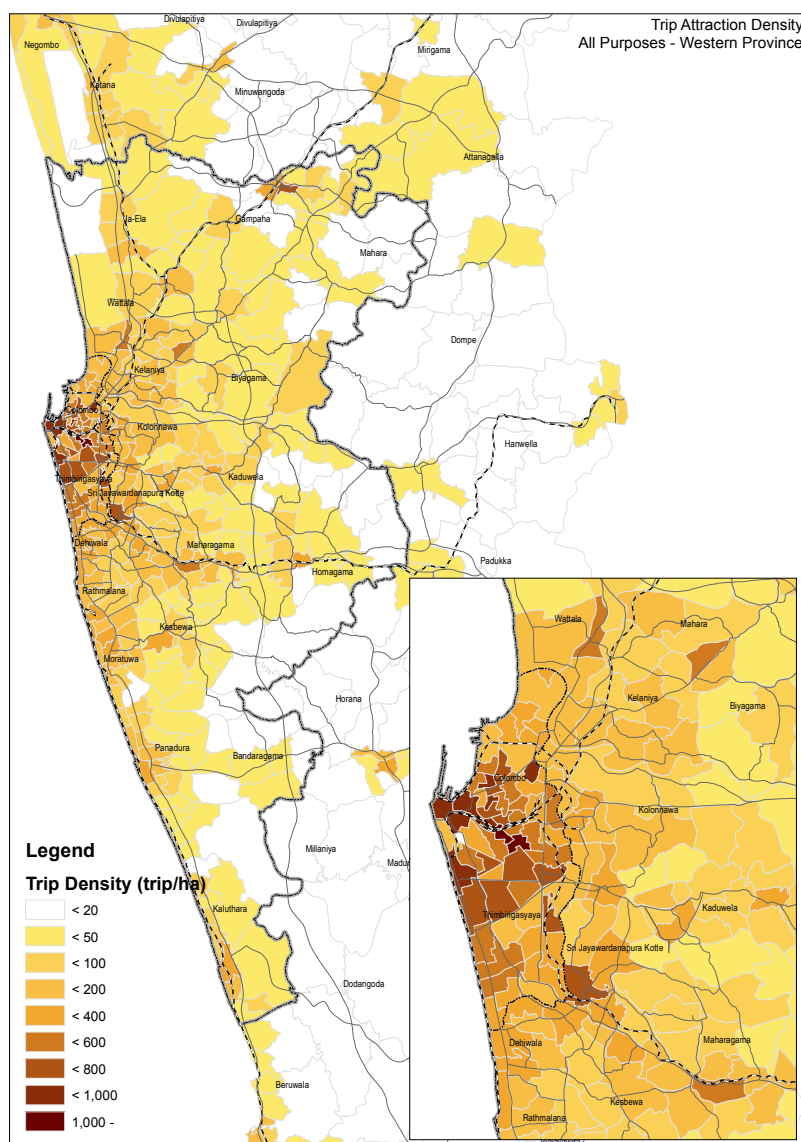 Trip Attraction Density
All Purposes - Western Province
Divulapitiya
Divulapitiya
Negombo
Mirigama
Katana
Minuwangoda
Attanagalla
Ja-Ela
Gampaha
Mahara
Wattala
Dompe
Kelaniya
Biyagama
Colombo
Kolonnawa
Hanwella
Thimbingasyaya
Kaduwela
Sri Jayawardanapura Kotte
Dehiwala
Maharagama
Padukka
Homagama
Rathmalana
Kesbewa
Moratuwa
Horana
Panadura
Bandaragama
Millaniya
Madur
Kaluthara
Dodangoda
Beruwala
Legend
Trip Density (trip/ha)
< 20
< 50
< 100
< 200
< 400
< 600
< 800
< 1,000
1,000 -
Wattala
Mahara
Kelaniya
Biyagama
Colombo
Kolonnawa
Kaduwela
Thimbingasyaya
Sri Jayawardanapura Kotte
Dehiwala
Maharagama
Kesbewa
Rathmalana